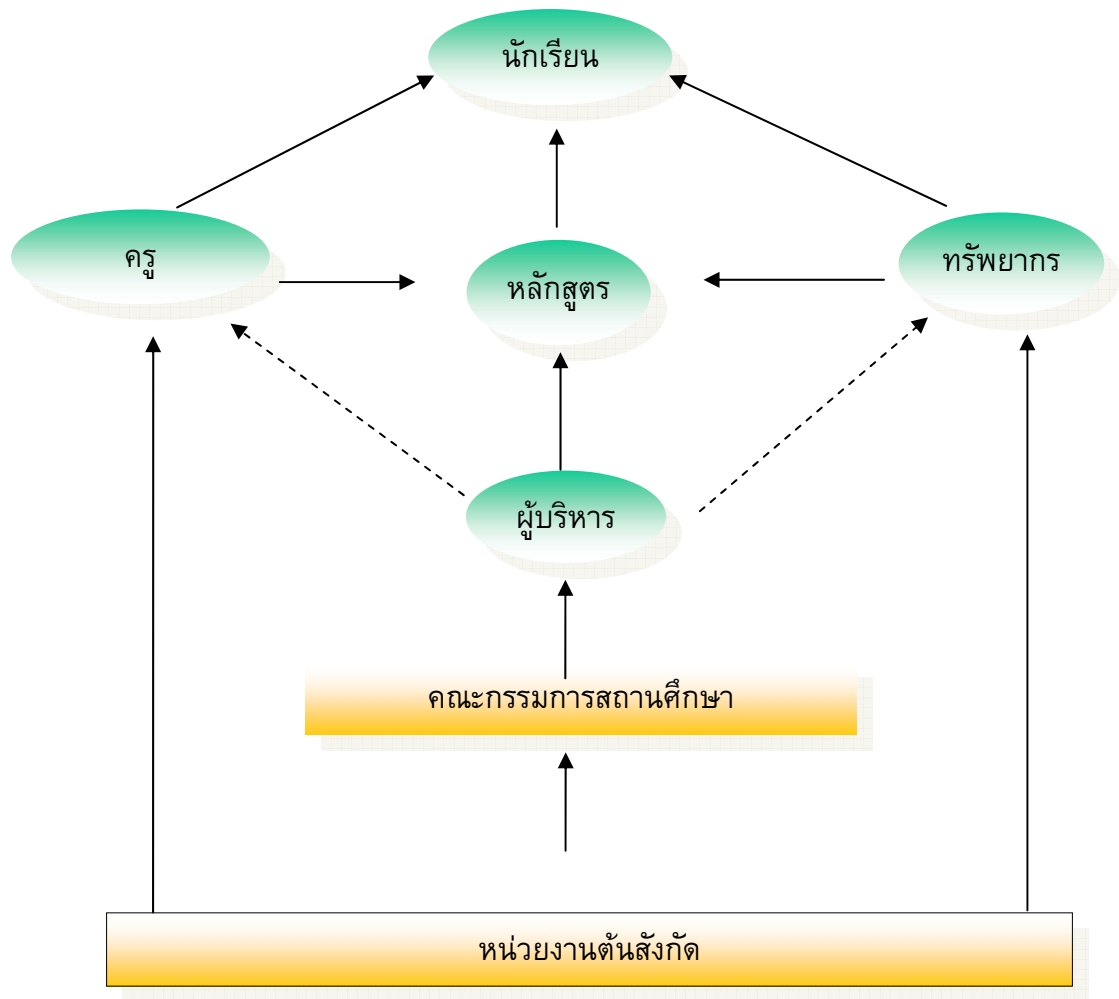 นักเรียน
ครู
หลักสูตร
ทรัพยากร
ผู้บริหาร
คณะกรรมการสถานศึกษา
หน่วยงานต้นสังกัด